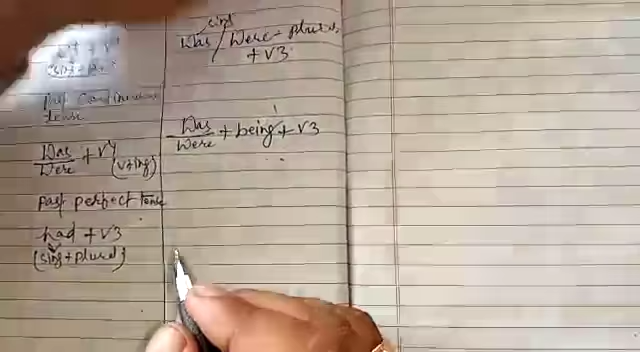 sing
Was / Were - plural
+ V3
Past Continuous
tense
Was
Were
+ V4
(V+ing)
Was
Were
+ being + V3
past perfect tense
had + V3
(sing + plural)